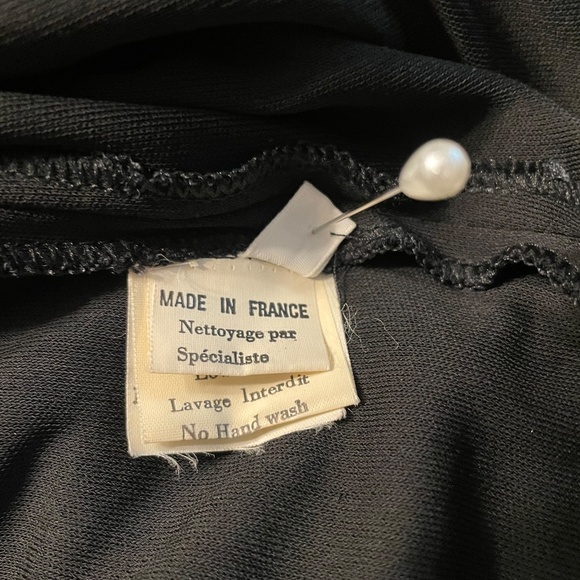 MADE IN FRANCE
Nettoyage par
Spécialiste
Lavage Interdit
No Hand wash